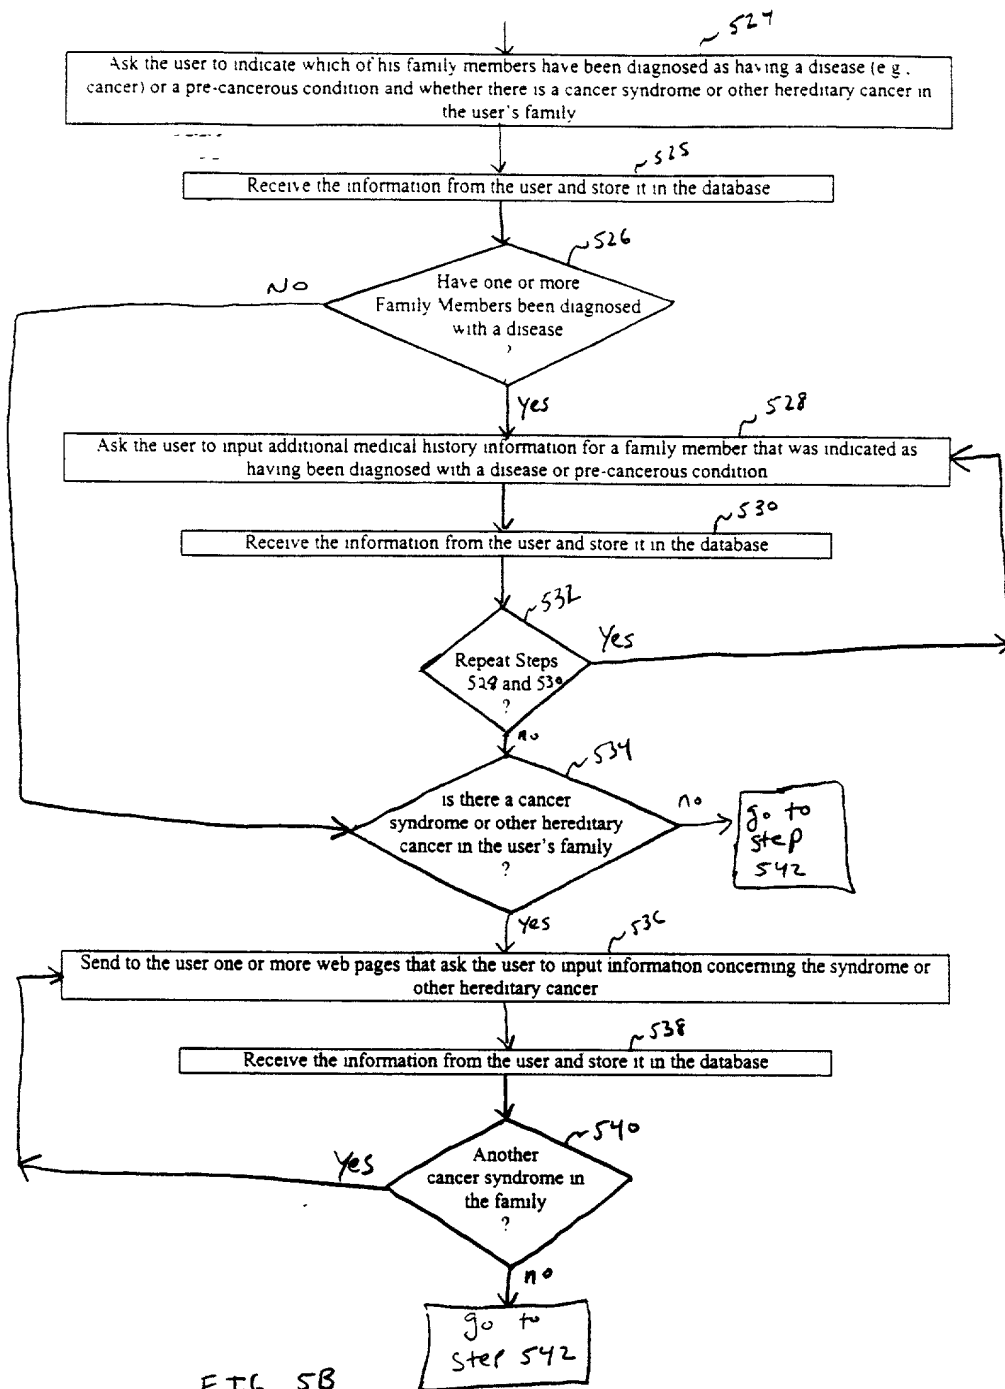 524
Ask the user to indicate which of his family members have been diagnosed as having a disease (e g ,
cancer) or a pre-cancerous condition and whether there is a cancer syndrome or other hereditary cancer in
the user's family
525
Receive the information from the user and store it in the database
526
No
Have one or more
Family Members been diagnosed
with a disease
?
Yes
528
Ask the user to input additional medical history information for a family member that was indicated as
having been diagnosed with a disease or pre-cancerous condition
530
Receive the information from the user and store it in the database
532
Yes
Repeat Steps
528 and 530
?
no
534
is there a cancer
syndrome or other hereditary
cancer in the user's family
?
no
go to
step
542
yes
536
Send to the user one or more web pages that ask the user to input information concerning the syndrome or
other hereditary cancer
538
Receive the information from the user and store it in the database
540
Yes
Another
cancer syndrome in
the family
?
no
go to
step 542
FIG 5B